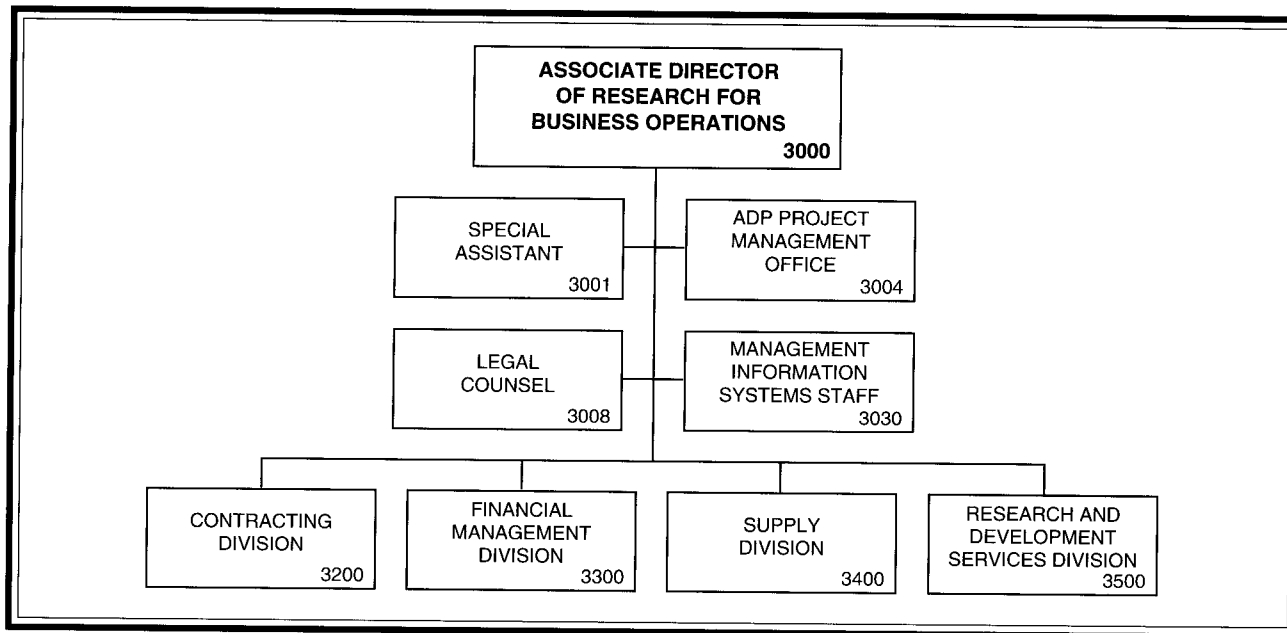 ASSOCIATE DIRECTOR
OF RESEARCH FOR
BUSINESS OPERATIONS
3000
SPECIAL
ASSISTANT
3001
ADP PROJECT
MANAGEMENT
OFFICE
3004
LEGAL
COUNSEL
3008
MANAGEMENT
INFORMATION
SYSTEMS STAFF
3030
CONTRACTING
DIVISION
3200
FINANCIAL
MANAGEMENT
DIVISION
3300
SUPPLY
DIVISION
3400
RESEARCH AND
DEVELOPMENT
SERVICES DIVISION
3500